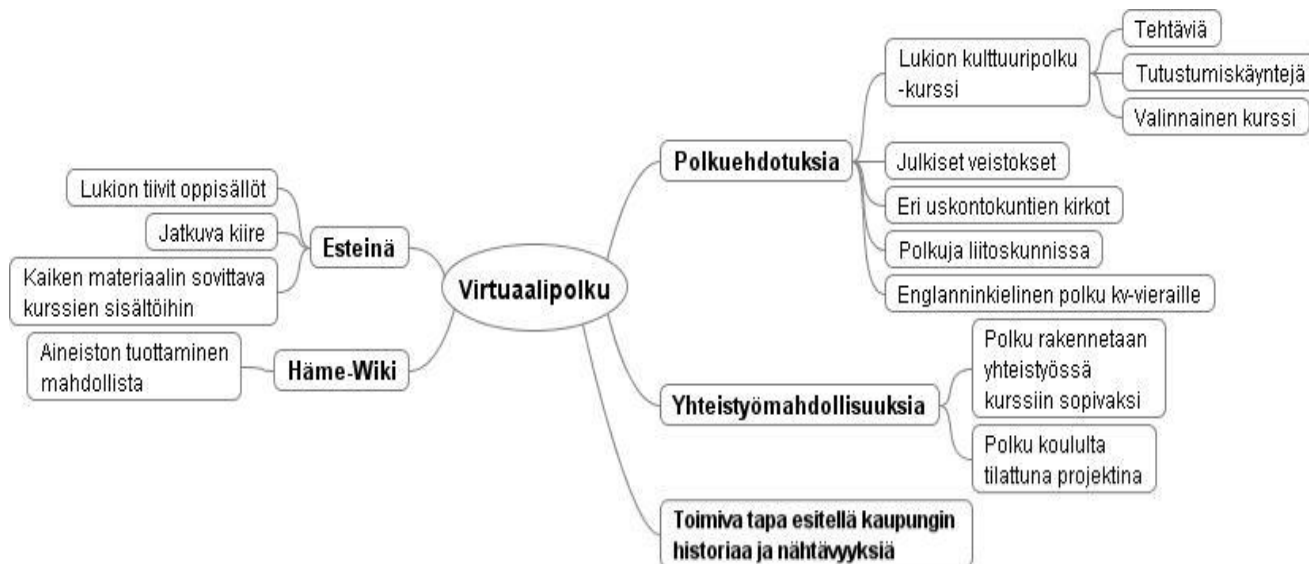 Virtuaalipolku
Polkuehdotuksia
Lukion kulttuuripolku
-kurssi
Tehtäviä
Tutustumiskäyntejä
Valinnainen kurssi
Julkiset veistokset
Eri uskontokuntien kirkot
Polkuja liitoskunnissa
Englanninkielinen polku kv-vieraille
Yhteistyömahdollisuuksia
Polku rakennetaan
yhteistyössä
kurssiin sopivaksi
Polku koululta
tilattuna projektina
Toimiva tapa esitellä kaupungin
historiaa ja nähtävyyksiä
Esteinä
Lukion tiivit oppisällöt
Jatkuva kiire
Kaiken materiaalin sovittava
kurssien sisältöihin
Häme-Wiki
Aineiston tuottaminen
mahdollista